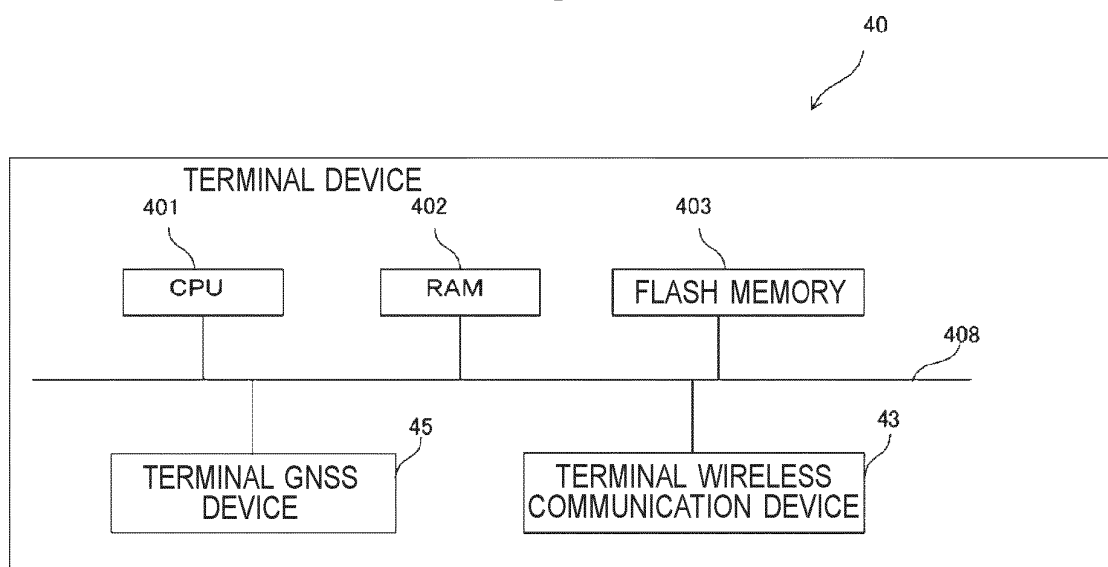 40
TERMINAL DEVICE
401
402
403
CPU
RAM
FLASH MEMORY
408
45
43
TERMINAL GNSS
DEVICE
TERMINAL WIRELESS
COMMUNICATION DEVICE